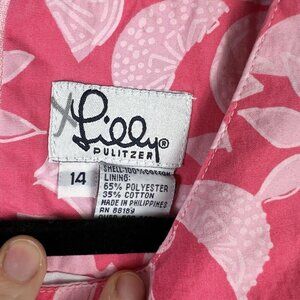 Lilly®
PULITZER
14
SHELL: 100% COTTON
LINING:
65% POLYESTER
35% COTTON
MADE IN PHILIPPINES
RN 88189